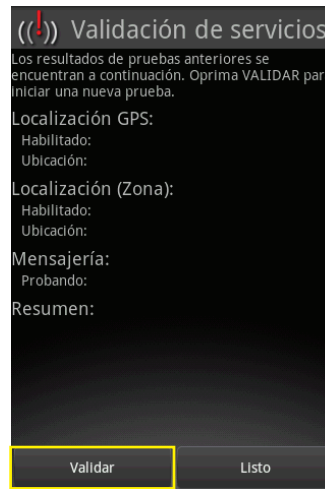 Validación de servicios
Los resultados de pruebas anteriores se
encuentran a continuación. Oprima VALIDAR par
iniciar una nueva prueba.
Localización GPS:
Habilitado:
Ubicación:
Localización (Zona):
Habilitado:
Ubicación:
Mensajería:
Probando:
Resumen:
Validar
Listo